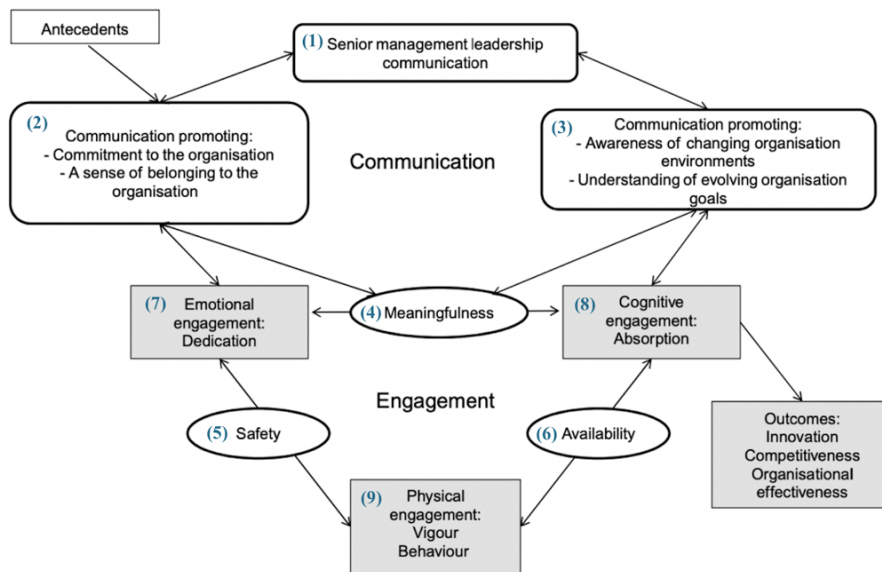 Antecedents
(1) Senior management leadership
communication
(2)
Communication promoting:
- Commitment to the organisation
- A sense of belonging to the
organisation
Communication
(3)
Communication promoting:
- Awareness of changing organisation
environments
- Understanding of evolving organisation
goals
(7) Emotional
engagement:
Dedication
(4) Meaningfulness
(8) Cognitive
engagement:
Absorption
Engagement
(5) Safety
(6) Availability
Outcomes:
Innovation
Competitiveness
Organisational
effectiveness
(9) Physical
engagement:
Vigour
Behaviour